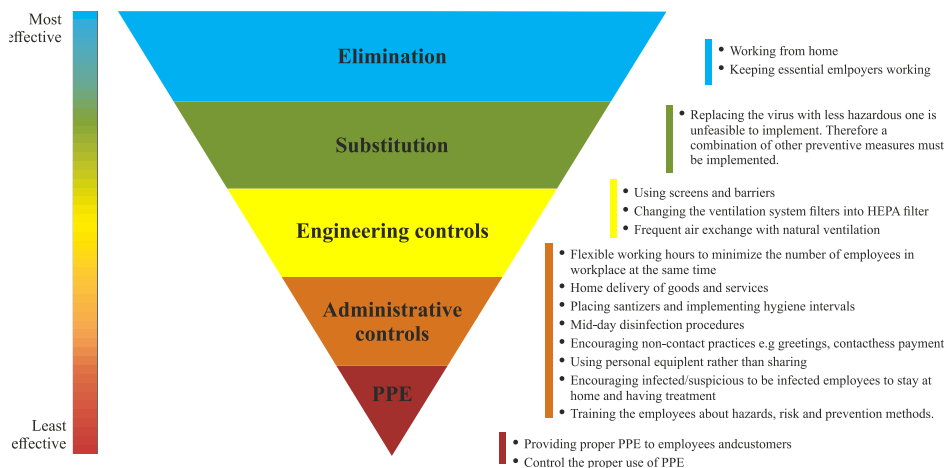 Most
effective
Elimination
• Working from home
• Keeping essential emlpoyers working
Substitution
• Replacing the virus with less hazardous one is
unfeasible to implement. Therefore a
combination of other preventive measures must
be implemented.
Engineering controls
• Using screens and barriers
• Changing the ventilation system filters into HEPA filter
• Frequent air exchange with natural ventilation
Administrative
controls
• Flexible working hours to minimize the number of employees in
workplace at the same time
• Home delivery of goods and services
• Placing santizers and implementing hygiene intervals
• Mid-day disinfection procedures
• Encouraging non-contact practices e.g greetings, contacthess payment
• Using personal equiplent rather than sharing
• Encouraging infected/suspicious to be infected employees to stay at
home and having treatment
• Training the employees about hazards, risk and prevention methods.
PPE
Least
effective
• Providing proper PPE to employees andcustomers
• Control the proper use of PPE